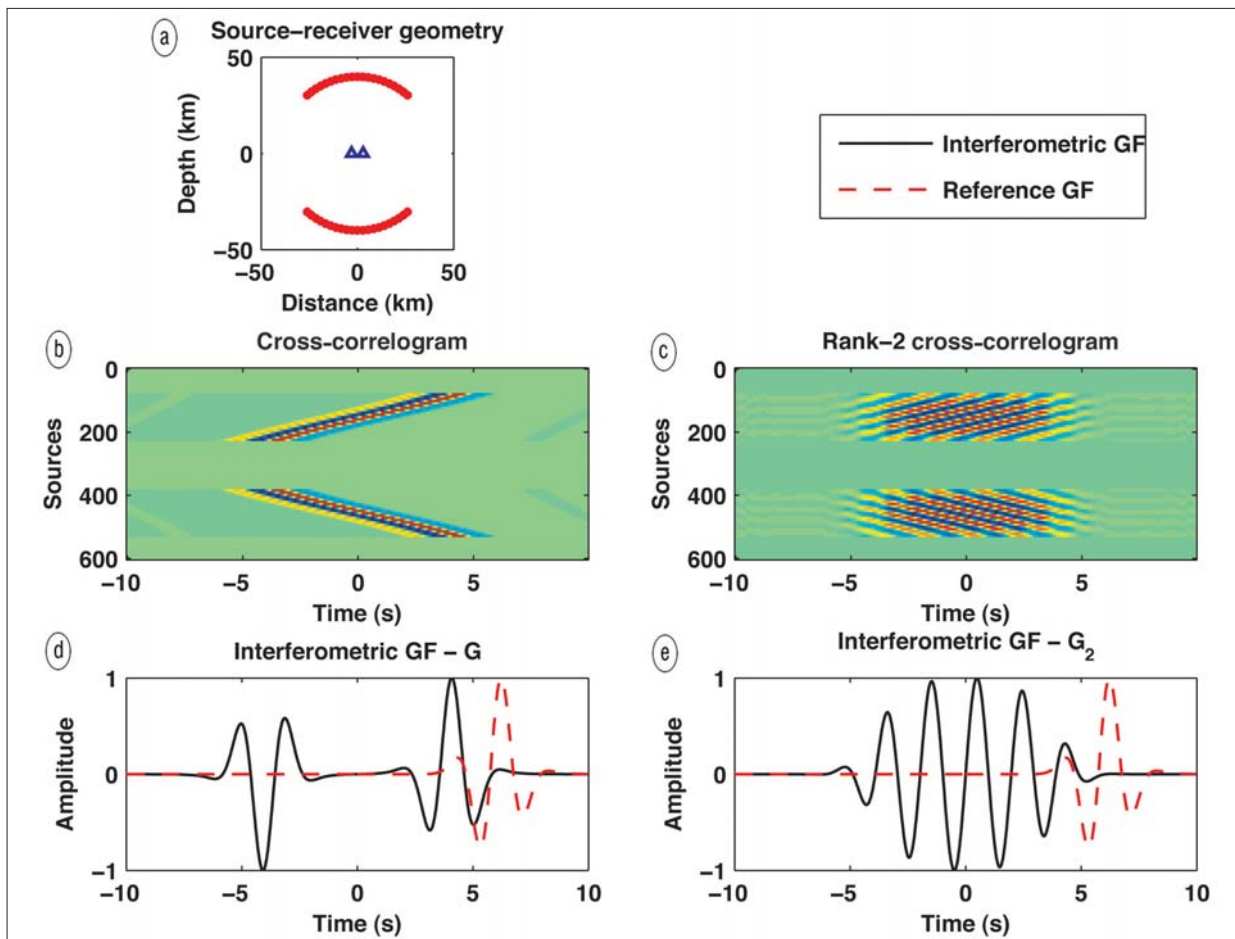 a
Source–receiver geometry
50
0
−50
Depth (km)
−50 0 50
Distance (km)
Interferometric GF
Reference GF
b
Cross-correlogram
0
200
400
600
Sources
−10 −5 0 5 10
Time (s)
c
Rank−2 cross-correlogram
0
200
400
600
Sources
−10 −5 0 5 10
Time (s)
d
Interferometric GF − G
1
0
−1
Amplitude
−10 −5 0 5 10
Time (s)
e
Interferometric GF − G₂
1
0
−1
Amplitude
−10 −5 0 5 10
Time (s)